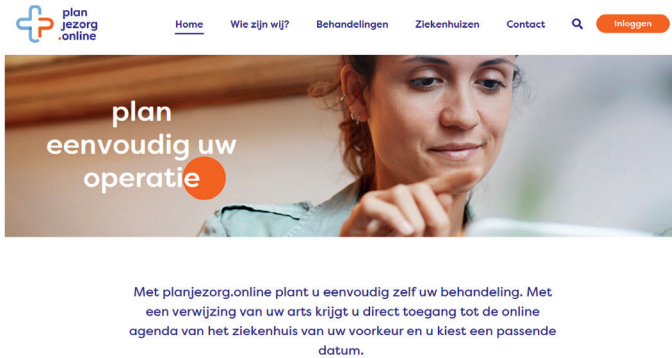 plan
jezorg
.online
Home Wie zijn wij? Behandelingen Ziekenhuizen Contact Inloggen
plan
eenvoudig uw
operatie
Met planjezorg.online plant u eenvoudig zelf uw behandeling. Met
een verwijzing van uw arts krijgt u direct toegang tot de online
agenda van het ziekenhuis van uw voorkeur en u kiest een passende
datum.